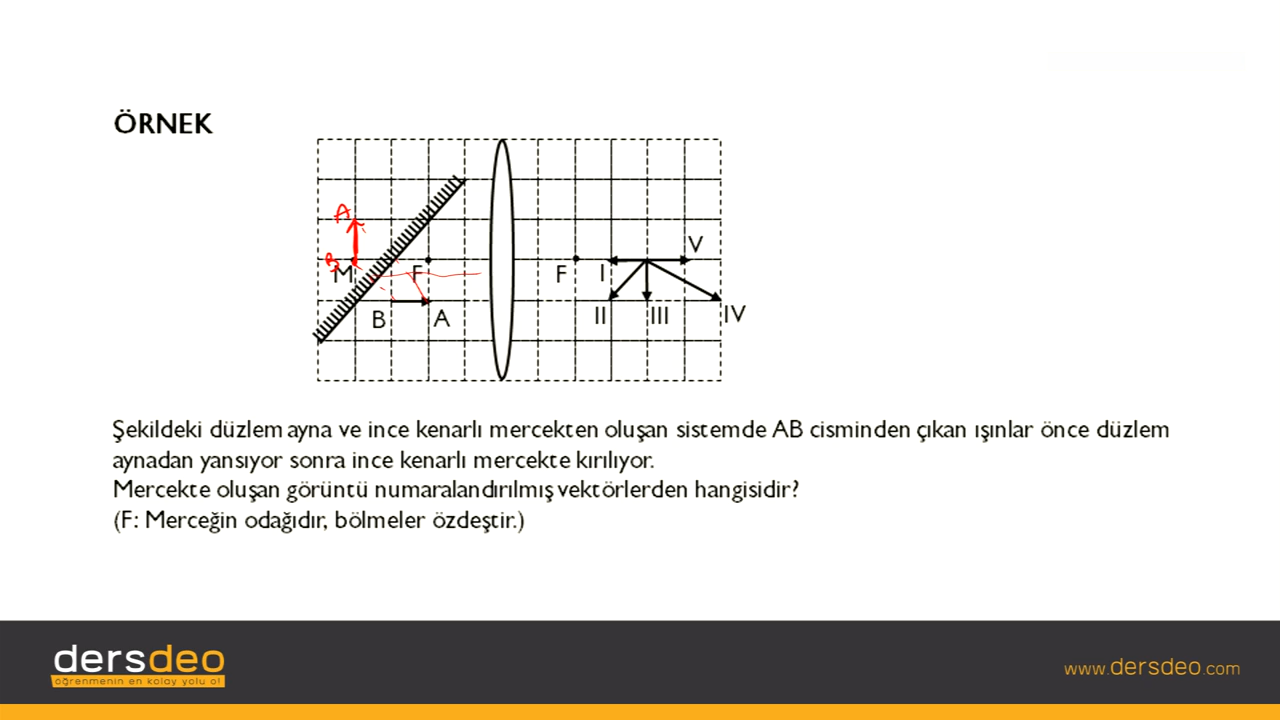 ÖRNEK
A
B
M
F
F
I
V
B
A
II
III
IV
Şekildeki düzlem ayna ve ince kenarlı mercekten oluşan sistemde AB cisminden çıkan ışınlar önce düzlem
aynadan yansıyor sonra ince kenarlı mercekte kırılıyor.
Mercekte oluşan görüntü numaralandırılmış vektörlerden hangisidir?
(F: Merceğin odağıdır, bölmeler özdeştir.)
dersdeo
öğrenmenin en kolay yolu o!
www.dersdeo.com